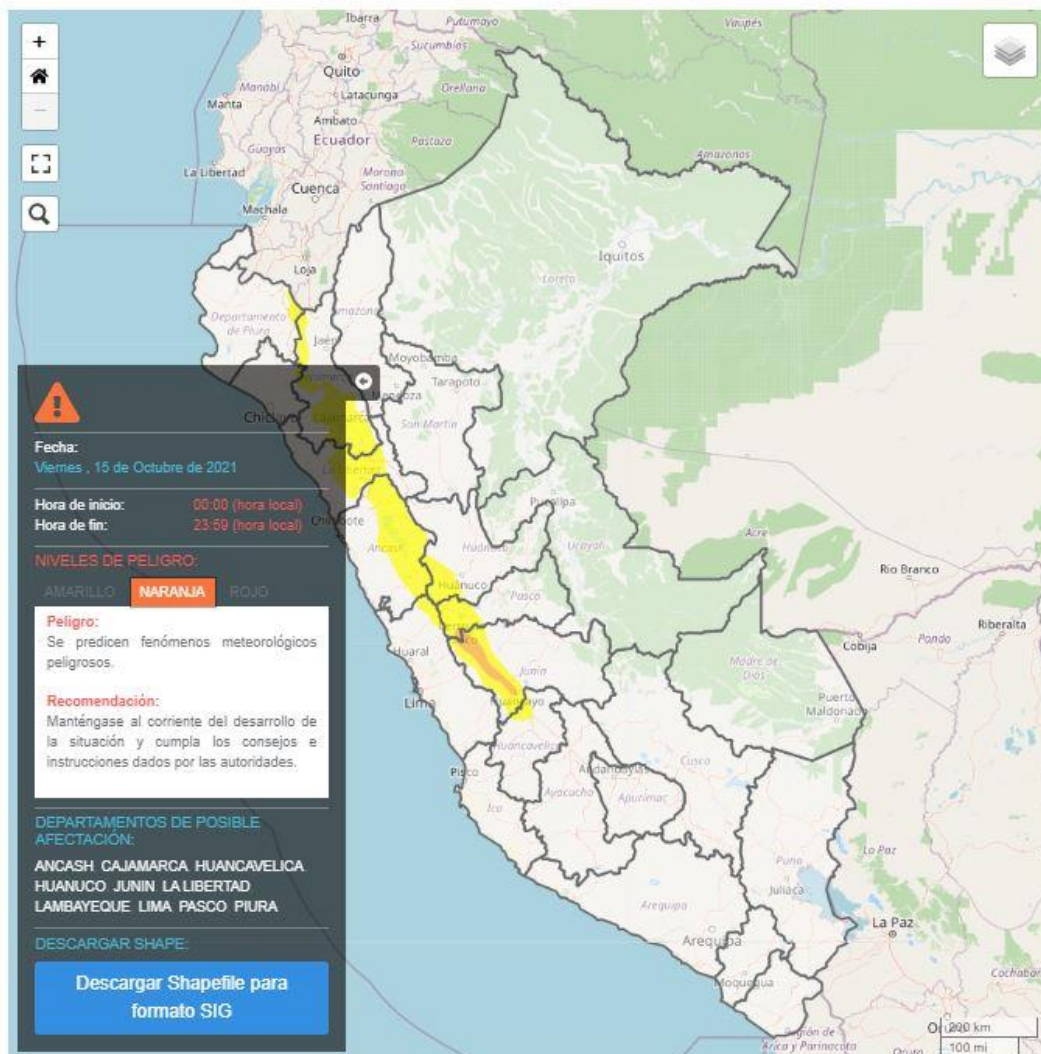 +
Ibarra
Putumayo
Vaupés
Sucumbíos
Quito
Orellana
Manabí
Manta
Latacunga
Ambato
Ecuador
Pastaza
Guayas
Amazonas
La Libertad
Morona
Santiago
Cuenca
Machala
Loja
Iquitos
Loreto
Departamento
de Piura
Jaén
Moyobamba
Tarapoto
San Martín
Chiclayo
Cajamarca
La Libertad
Chimbote
Ancash
Pucallpa
Huánuco
Ucayali
Huánuco
Pasco
Acre
Rio Branco
Riberalta
Pando
Cobija
Huaral
Junín
Lima
Huancayo
Madre de
Dios
Puerto
Maldonado
Huancavelica
Cusco
Pisco
Andahuaylas
Ica
Ayacucho
Apurímac
Puno
La Paz
Juliaca
Arequipa
Arequipa
La Paz
Moquegua
Cochabam
Región de
Arica y Parinacota
Oruro
200 km
100 mi
Fecha:
Viernes , 15 de Octubre de 2021
Hora de inicio: 00:00 (hora local)
Hora de fin: 23:59 (hora local)
NIVELES DE PELIGRO:
AMARILLO NARANJA ROJO
Peligro:
Se predicen fenómenos meteorológicos
peligrosos.
Recomendación:
Manténgase al corriente del desarrollo de
la situación y cumpla los consejos e
instrucciones dados por las autoridades.
DEPARTAMENTOS DE POSIBLE
AFECTACIÓN:
ANCASH CAJAMARCA HUANCAVELICA
HUANUCO JUNIN LA LIBERTAD
LAMBAYEQUE LIMA PASCO PIURA
DESCARGAR SHAPE:
Descargar Shapefile para
formato SIG